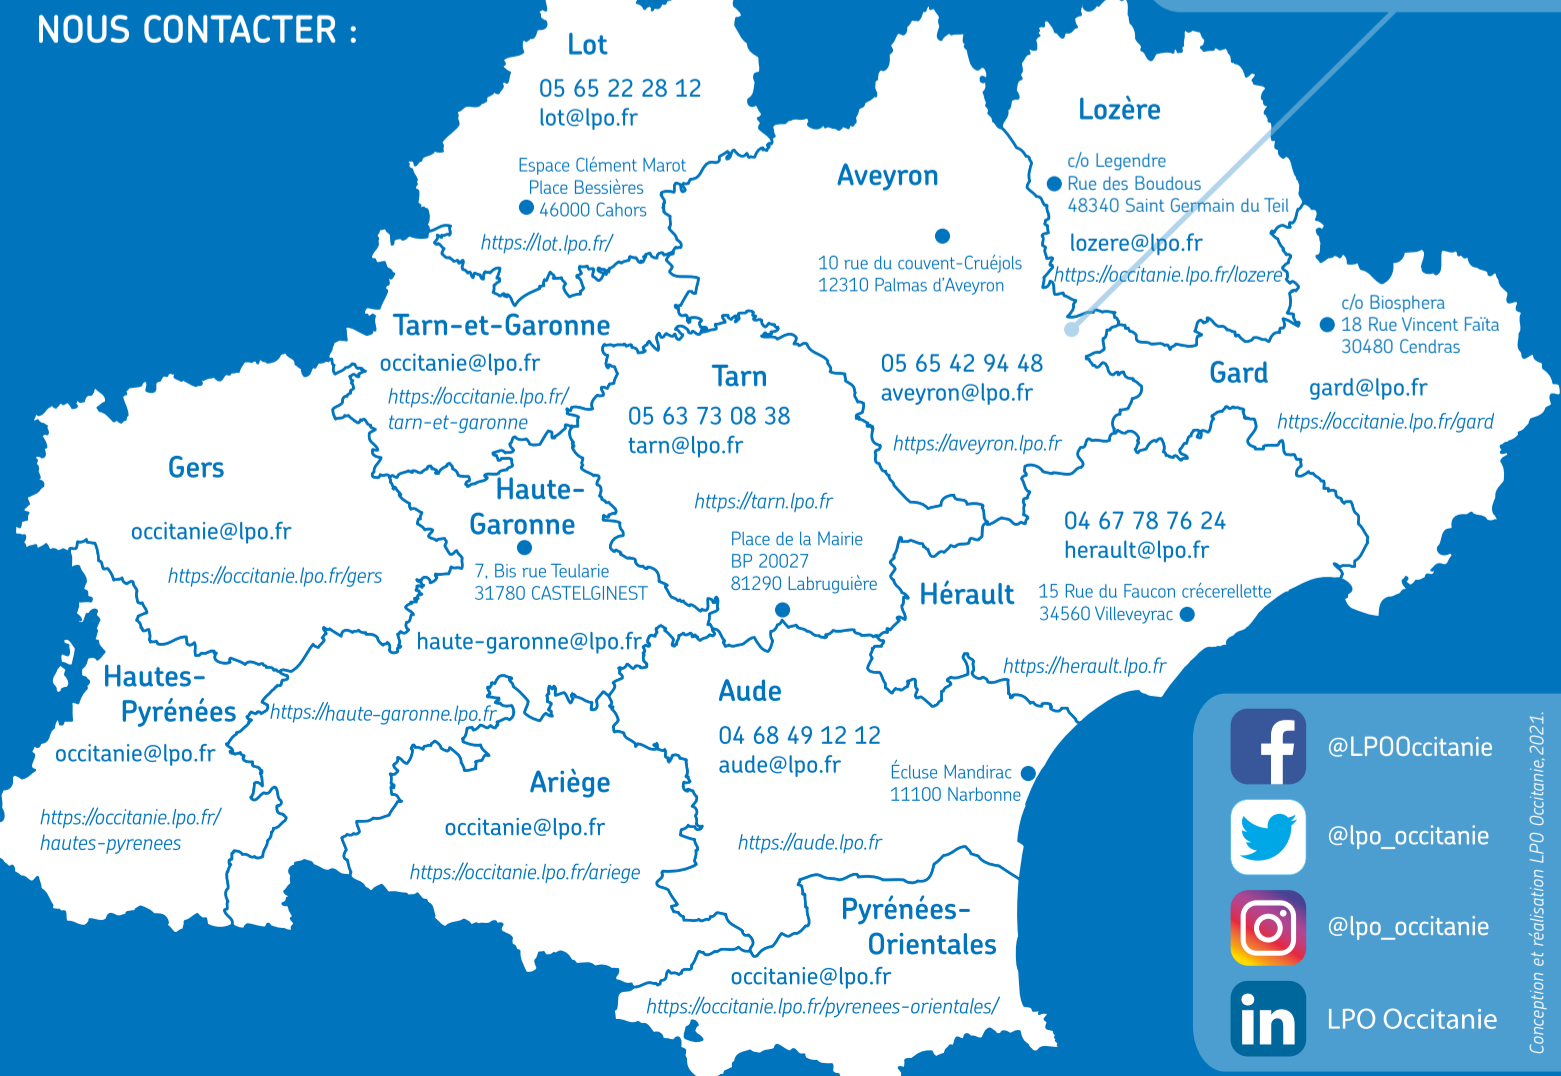 NOUS CONTACTER :
Lot
05 65 22 28 12
lot@lpo.fr
Espace Clément Marot
Place Bessières
46000 Cahors
https://lot.lpo.fr/
Aveyron
10 rue du couvent-Cruéjols
12310 Palmas d'Aveyron
05 65 42 94 48
aveyron@lpo.fr
https://aveyron.lpo.fr
Lozère
c/o Legendre
Rue des Boudous
48340 Saint Germain du Teil
lozere@lpo.fr
https://occitanie.lpo.fr/lozere
c/o Biosphera
18 Rue Vincent Faïta
30480 Cendras
Gard
gard@lpo.fr
https://occitanie.lpo.fr/gard
Tarn-et-Garonne
occitanie@lpo.fr
https://occitanie.lpo.fr/
tarn-et-garonne
Tarn
05 63 73 08 38
tarn@lpo.fr
https://tarn.lpo.fr
Place de la Mairie
BP 20027
81290 Labruguière
Gers
occitanie@lpo.fr
https://occitanie.lpo.fr/gers
Haute-
Garonne
7, Bis rue Teularie
31780 CASTELGINEST
haute-garonne@lpo.fr
https://haute-garonne.lpo.fr
04 67 78 76 24
herault@lpo.fr
Hérault
15 Rue du Faucon crécerellette
34560 Villeveyrac
https://herault.lpo.fr
Hautes-
Pyrénées
occitanie@lpo.fr
https://occitanie.lpo.fr/
hautes-pyrenees
Ariège
occitanie@lpo.fr
https://occitanie.lpo.fr/ariege
Aude
04 68 49 12 12
aude@lpo.fr
Écluse Mandirac
11100 Narbonne
https://aude.lpo.fr
Pyrénées-
Orientales
occitanie@lpo.fr
https://occitanie.lpo.fr/pyrenees-orientales/
@LPOOccitanie
@lpo_occitanie
@lpo_occitanie
LPO Occitanie
Conception et réalisation LPO Occitanie,2021.